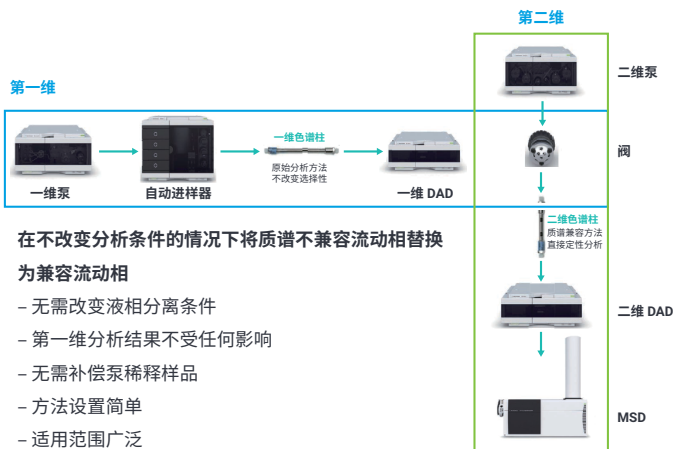 第二维
二维泵
第一维
一维色谱柱
阀
原始分析方法
不改变选择性
一维泵
自动进样器
一维 DAD
二维色谱柱
质谱兼容方法
直接定性分析
在不改变分析条件的情况下将质谱不兼容流动相替换
为兼容流动相
– 无需改变液相分离条件
– 第一维分析结果不受任何影响
– 无需补偿泵稀释样品
– 方法设置简单
– 适用范围广泛
二维 DAD
MSD